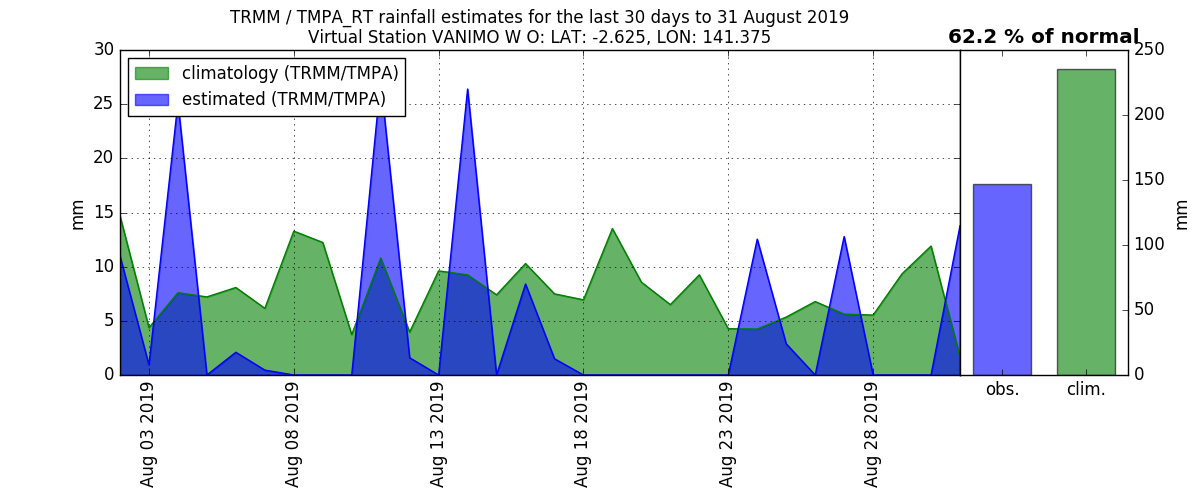 TRMM / TMPA_RT rainfall estimates for the last 30 days to 31 August 2019
Virtual Station VANIMO W O: LAT: -2.625, LON: 141.375
62.2 % of normal
climatology (TRMM/TMPA)
estimated (TRMM/TMPA)
30
25
20
15
10
5
0
mm
Aug 03 2019
Aug 08 2019
Aug 13 2019
Aug 18 2019
Aug 23 2019
Aug 28 2019
obs.
clim.
250
200
150
100
50
0
mm